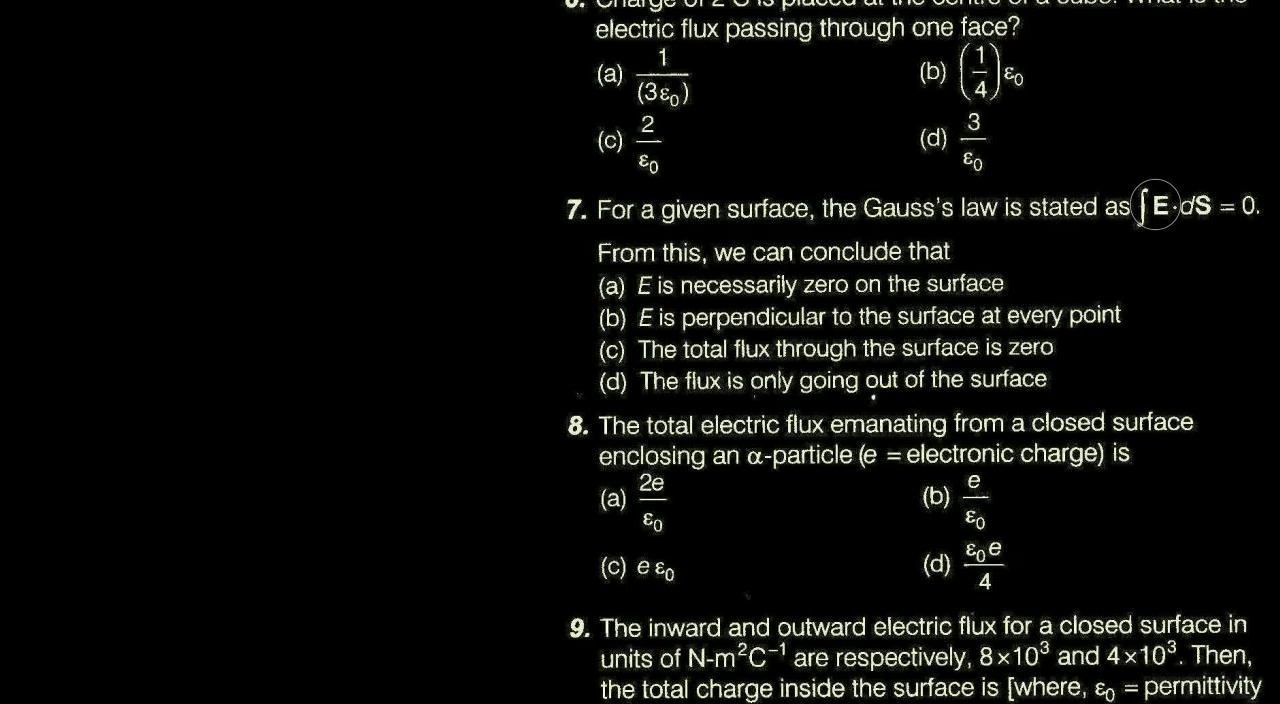 electric flux passing through one face?
(a) 1/(3ε₀) (b) (1/4)ε₀
(c) 2/ε₀ (d) 3/ε₀
7. For a given surface, the Gauss's law is stated as ∫E·dS = 0.
From this, we can conclude that
(a) E is necessarily zero on the surface
(b) E is perpendicular to the surface at every point
(c) The total flux through the surface is zero
(d) The flux is only going out of the surface
8. The total electric flux emanating from a closed surface
enclosing an α-particle (e = electronic charge) is
(a) 2e/ε₀ (b) e/ε₀
(c) e ε₀ (d) ε₀e/4
9. The inward and outward electric flux for a closed surface in
units of N-m²C⁻¹ are respectively, 8×10³ and 4×10³. Then,
the total charge inside the surface is [where, ε₀ = permittivity